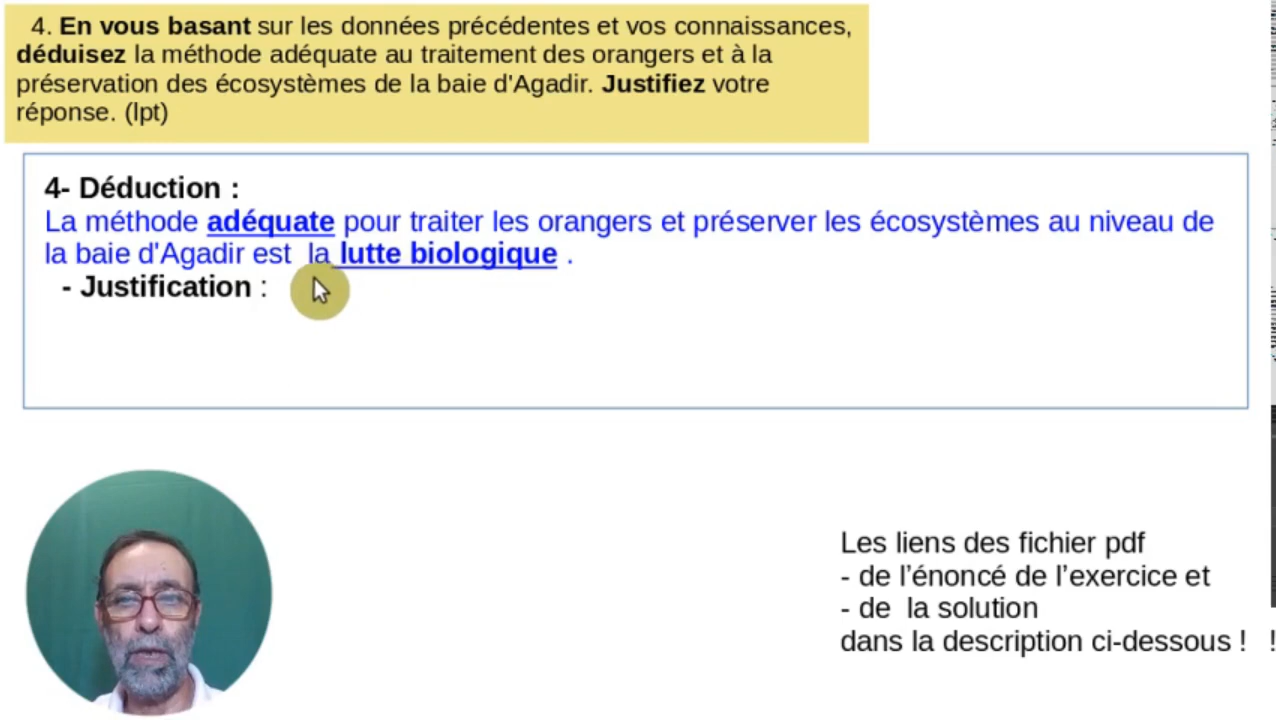 4. En vous basant sur les données précédentes et vos connaissances,
déduisez la méthode adéquate au traitement des orangers et à la
préservation des écosystèmes de la baie d'Agadir. Justifiez votre
réponse. (lpt)
4- Déduction :
La méthode adéquate pour traiter les orangers et préserver les écosystèmes au niveau de
la baie d'Agadir est la lutte biologique .
- Justification :
Les liens des fichier pdf
- de l’énoncé de l’exercice et
- de la solution
dans la description ci-dessous ! !